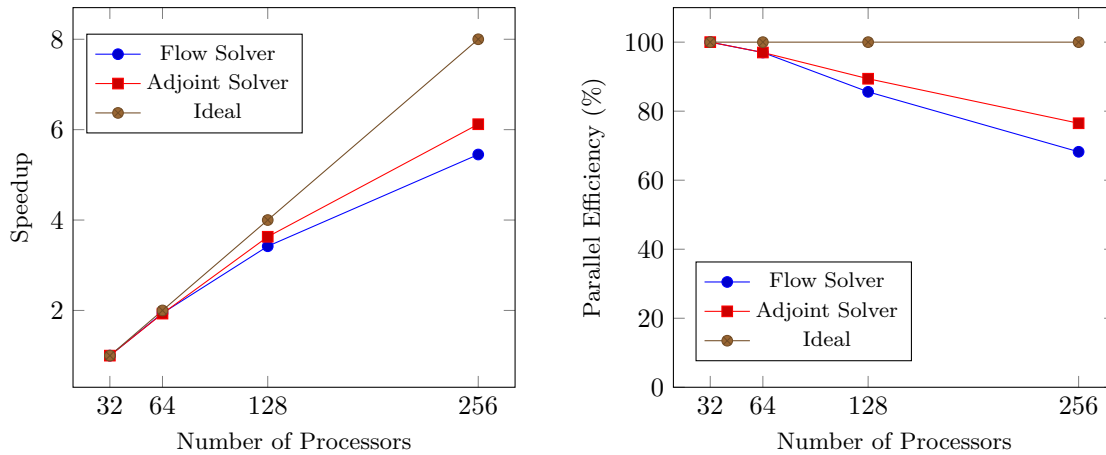 8
6
4
2
Speedup
Flow Solver
Adjoint Solver
Ideal
32 64 128 256
Number of Processors
100
80
60
40
20
0
Parallel Efficiency (%)
Flow Solver
Adjoint Solver
Ideal
32 64 128 256
Number of Processors